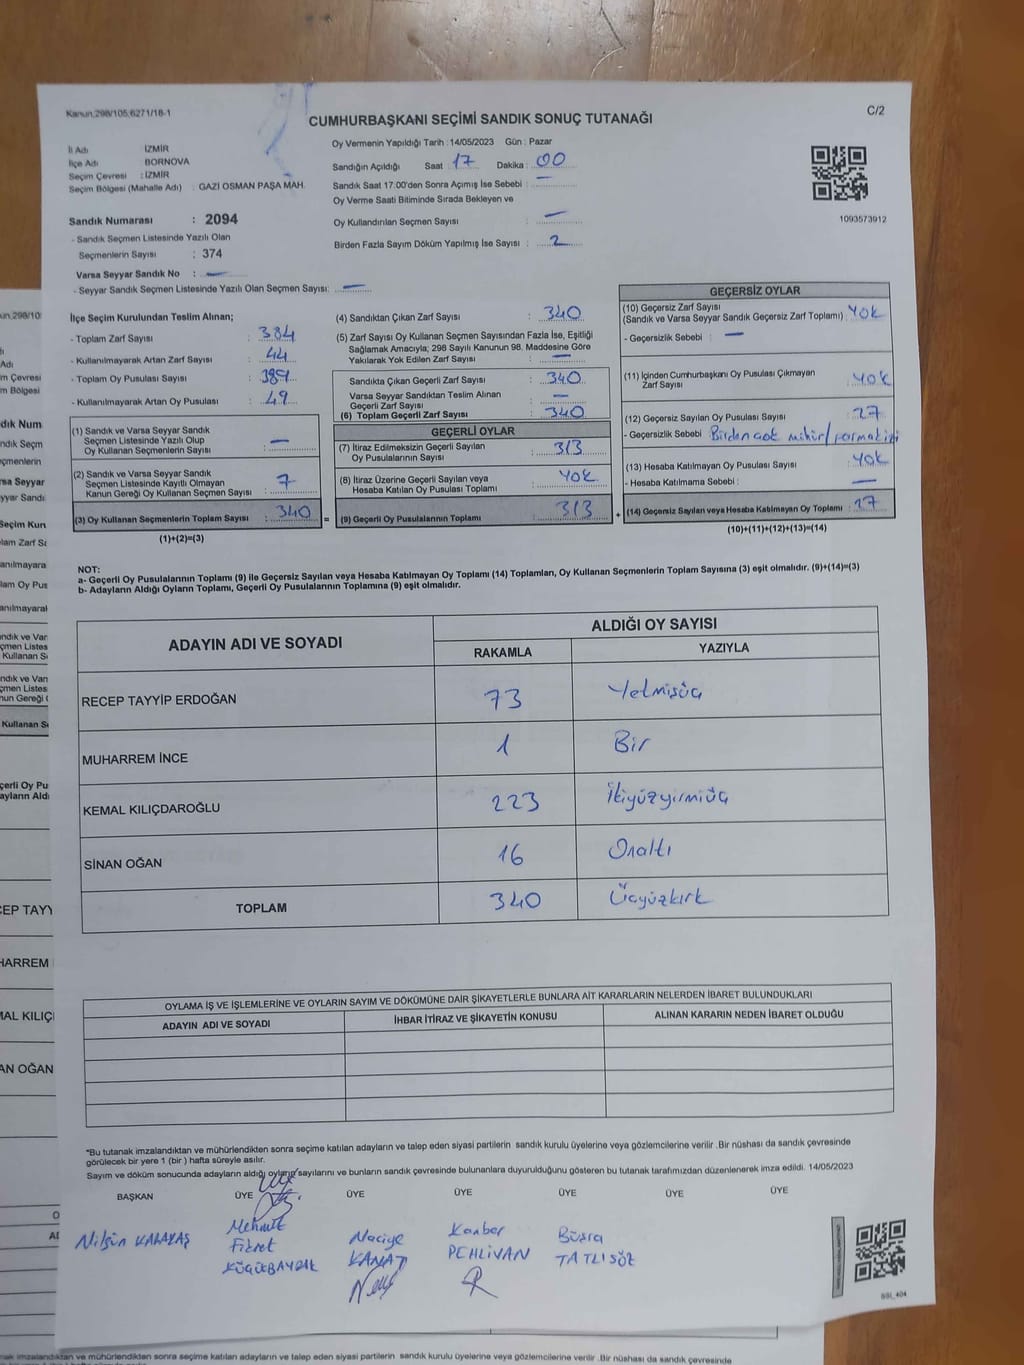 Kanun:298/105;6271/18-1
C/2
CUMHURBAŞKANI SEÇİMİ SANDIK SONUÇ TUTANAĞI
İl Adı İZMİR
İlçe Adı BORNOVA
Seçim Çevresi : İZMİR
Seçim Bölgesi (Mahalle Adı) : GAZİ OSMAN PAŞA MAH.
Oy Vermenin Yapıldığı Tarih : 14/05/2023 Gün : Pazar
Sandığın Açıldığı Saat 17 Dakika : 00
Sandık Saat 17:00'den Sonra Açımış İse Sebebi : —
Oy Verme Saati Bitiminde Sırada Bekleyen ve
Oy Kullandırılan Seçmen Sayısı : —
Birden Fazla Sayım Döküm Yapılmış İse Sayısı : 2
1093573912
Sandık Numarası : 2094
- Sandık Seçmen Listesinde Yazılı Olan
Seçmenlerin Sayısı : 374
Varsa Seyyar Sandık No : —
- Seyyar Sandık Seçmen Listesinde Yazılı Olan Seçmen Sayısı: —
İlçe Seçim Kurulundan Teslim Alınan;
- Toplam Zarf Sayısı : 384
- Kullanılmayarak Artan Zarf Sayısı : 44
- Toplam Oy Pusulası Sayısı : 389
- Kullanılmayarak Artan Oy Pusulası : 49
(1) Sandık ve Varsa Seyyar Sandık
Seçmen Listesinde Yazılı Olup
Oy Kullanan Seçmenlerin Sayısı : —
(2) Sandık ve Varsa Seyyar Sandık
Seçmen Listesinde Kayıtlı Olmayan
Kanun Gereği Oy Kullanan Seçmen Sayısı : 7
(3) Oy Kullanan Seçmenlerin Toplam Sayısı : 340
(1)+(2)=(3)
(4) Sandıktan Çıkan Zarf Sayısı : 340
(5) Zarf Sayısı Oy Kullanan Seçmen Sayısından Fazla İse, Eşitliği
Sağlamak Amacıyla; 298 Sayılı Kanunun 98. Maddesine Göre
Yakılarak Yok Edilen Zarf Sayısı : —
Sandıkta Çıkan Geçerli Zarf Sayısı : 340
Varsa Seyyar Sandıktan Teslim Alınan
Geçerli Zarf Sayısı : —
(6) Toplam Geçerli Zarf Sayısı : 340
GEÇERLİ OYLAR
(7) İtiraz Edilmeksizin Geçerli Sayılan
Oy Pusulalarının Sayısı : 313
(8) İtiraz Üzerine Geçerli Sayılan veya
Hesaba Katılan Oy Pusulası Toplamı : YOK
= (9) Geçerli Oy Pusulalarının Toplamı : 313
GEÇERSİZ OYLAR
(10) Geçersiz Zarf Sayısı
(Sandık ve Varsa Seyyar Sandık Geçersiz Zarf Toplamı) : YOK
- Geçersizlik Sebebi : —
(11) İçinden Cumhurbaşkanı Oy Pusulası Çıkmayan
Zarf Sayısı : YOK
(12) Geçersiz Sayılan Oy Pusulası Sayısı : 27
- Geçersizlik Sebebi : Birden çok mühür/parmak izi
(13) Hesaba Katılmayan Oy Pusulası Sayısı : YOK
- Hesaba Katılmama Sebebi : —
+ (14) Geçersiz Sayılan veya Hesaba Katılmayan Oy Toplamı : 27
(10)+(11)+(12)+(13)=(14)
NOT:
a- Geçerli Oy Pusulalarının Toplamı (9) ile Geçersiz Sayılan veya Hesaba Katılmayan Oy Toplamı (14) Toplamları, Oy Kullanan Seçmenlerin Toplam Sayısına (3) eşit olmalıdır. (9)+(14)=(3)
b- Adayların Aldığı Oyların Toplamı, Geçerli Oy Pusulalarının Toplamına (9) eşit olmalıdır.
ADAYIN ADI VE SOYADI
ALDIĞI OY SAYISI
RAKAMLA YAZIYLA
RECEP TAYYİP ERDOĞAN 73 Yetmişüç
MUHARREM İNCE 1 Bir
KEMAL KILIÇDAROĞLU 223 İkiyüzyirmiüç
SİNAN OĞAN 16 Onaltı
TOPLAM 340 Üçyüzkırk
OYLAMA İŞ VE İŞLEMLERİNE VE OYLARIN SAYIM VE DÖKÜMÜNE DAİR ŞİKAYETLERLE BUNLARA AİT KARARLARIN NELERDEN İBARET BULUNDUKLARI
ADAYIN ADI VE SOYADI İHBAR İTİRAZ VE ŞİKAYETİN KONUSU ALINAN KARARIN NEDEN İBARET OLDUĞU
*Bu tutanak imzalandıktan ve mühürlendikten sonra seçime katılan adayların ve talep eden siyasi partilerin sandık kurulu üyelerine veya gözlemcilerine verilir .Bir nüshası da sandık çevresinde
görülecek bir yere 1 (bir ) hafta süreyle asılır.
Sayım ve döküm sonucunda adayların aldığı oyların sayılarını ve bunların sandık çevresinde bulunanlara duyurulduğunu gösteren bu tutanak tarafımızdan düzenlenerek imza edildi. 14/05/2023
BAŞKAN ÜYE ÜYE ÜYE ÜYE ÜYE ÜYE
Nilgün KARATAŞ
Mehmet
Fikret
KÜÇÜKBAYRAK
Naciye
KANAT
Kanber
PEHLİVAN
Büşra
TATLISÖZ
BSI_404